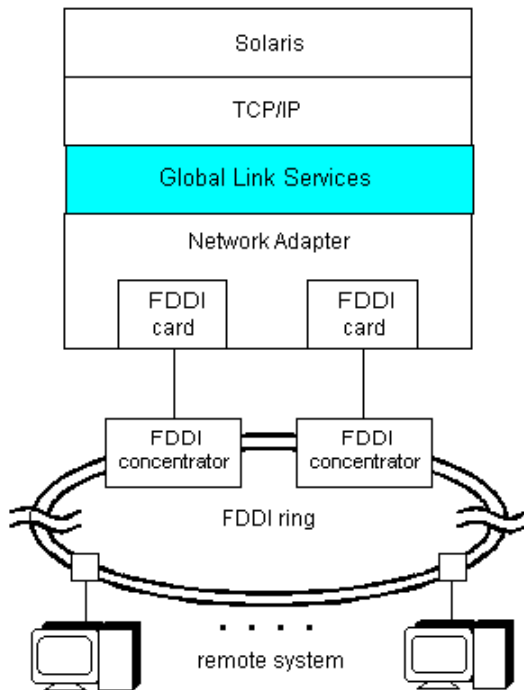 Solaris
TCP/IP
Global Link Services
Network Adapter
FDDI
card
FDDI
card
FDDI
concentrator
FDDI
concentrator
FDDI ring
remote system